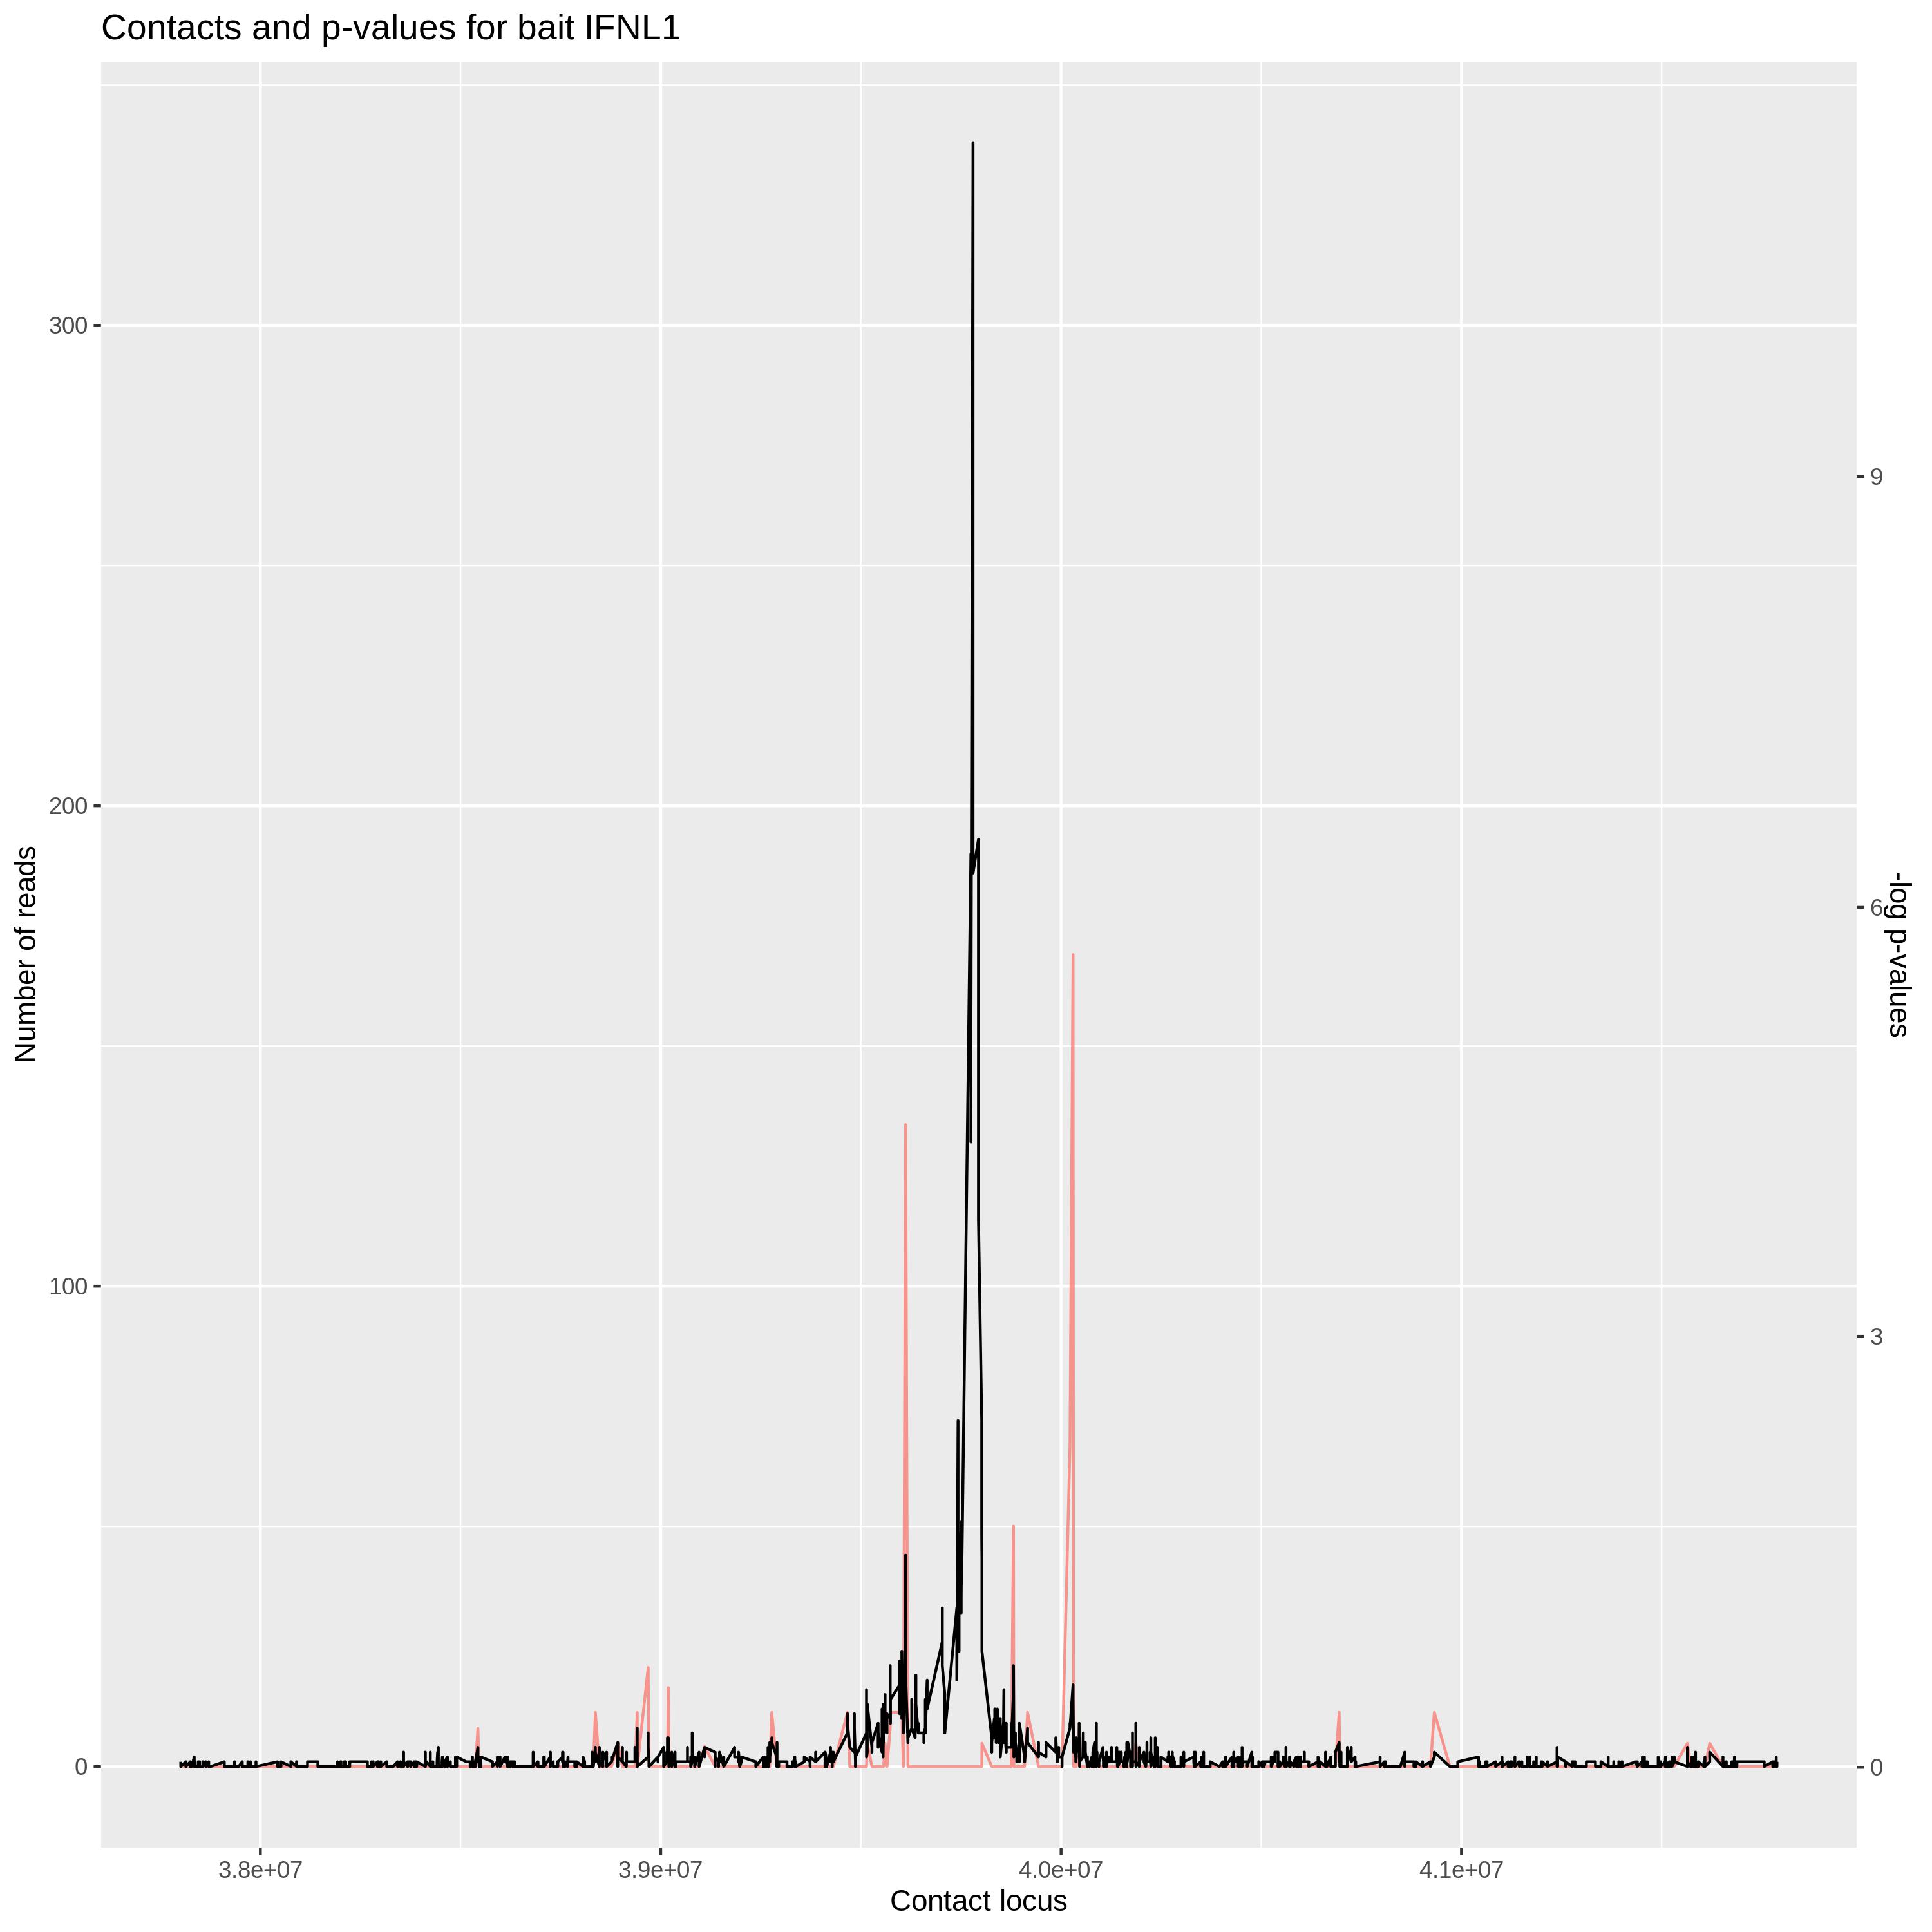 Contacts and p-values for bait IFNL1
300
200
100
0
Number of reads
9
6
3
0
-log p-values
3.8e+07
3.9e+07
4.0e+07
4.1e+07
Contact locus